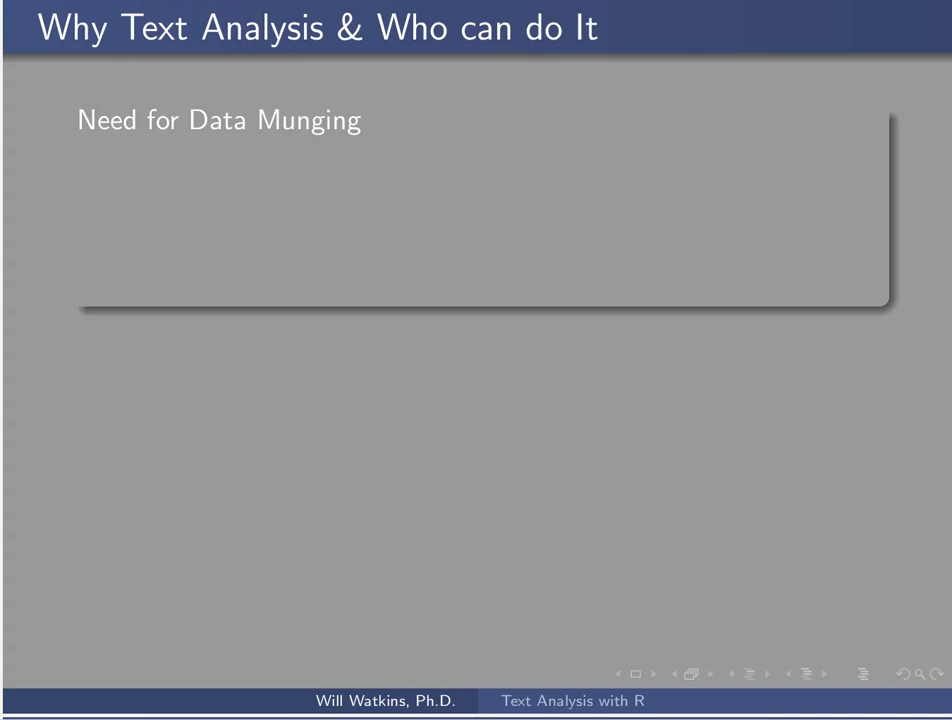 Why Text Analysis & Who can do It
Need for Data Munging
Will Watkins, Ph.D. Text Analysis with R